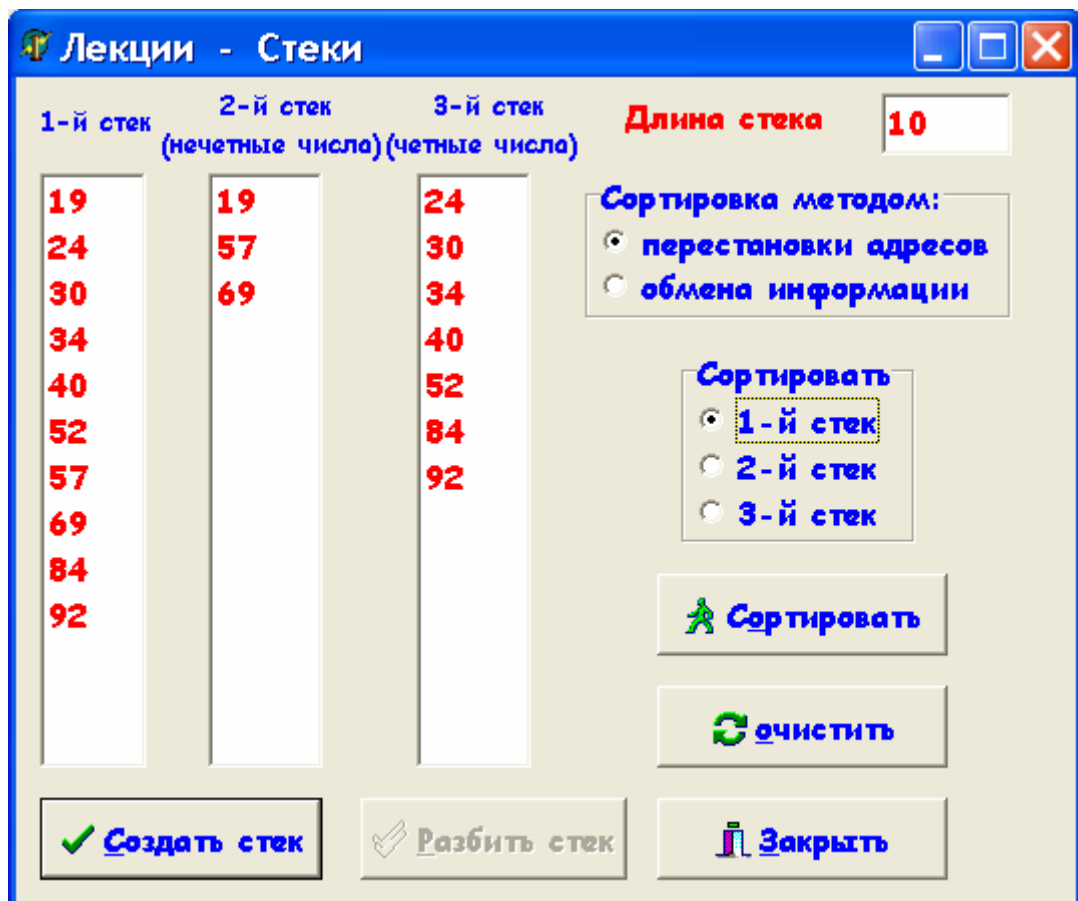 Лекции - Стеки
1-й стек
2-й стек
(нечетные числа)
3-й стек
(четные числа)
Длина стека
10
19
24
30
34
40
52
57
69
84
92
19
57
69
24
30
34
40
52
84
92
Сортировка методом:
перестановки адресов
обмена информации
Сортировать
1-й стек
2-й стек
3-й стек
Сортировать
очистить
Создать стек
Разбить стек
Закрыть